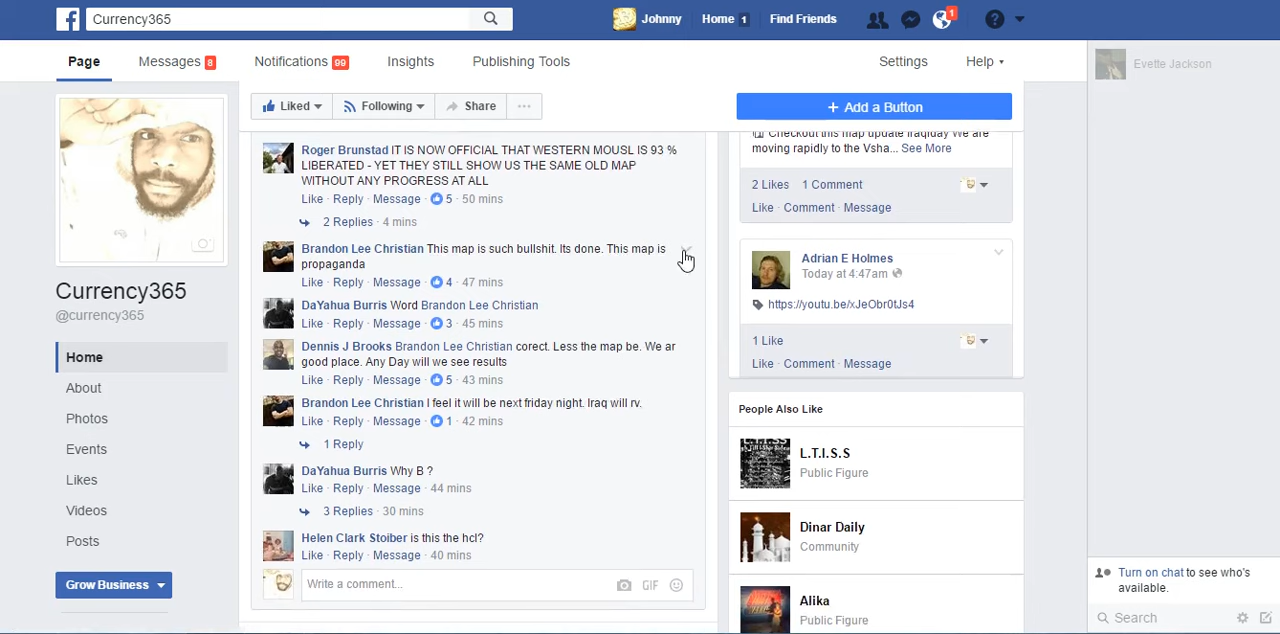 Currency365
Johnny Home 1 Find Friends 1
Page Messages 8 Notifications 99 Insights Publishing Tools Settings Help
Liked Following Share ... + Add a Button
Roger Brunstad IT IS NOW OFFICIAL THAT WESTERN MOUSL IS 93 %
LIBERATED - YET THEY STILL SHOW US THE SAME OLD MAP
WITHOUT ANY PROGRESS AT ALL
Like · Reply · Message · 5 · 50 mins
2 Replies · 4 mins
Brandon Lee Christian This map is such bullshit. Its done. This map is
propaganda
Like · Reply · Message · 4 · 47 mins
DaYahua Burris Word Brandon Lee Christian
Like · Reply · Message · 3 · 45 mins
Dennis J Brooks Brandon Lee Christian corect. Less the map be. We ar
good place. Any Day will we see results
Like · Reply · Message · 5 · 43 mins
Brandon Lee Christian I feel it will be next friday night. Iraq will rv.
Like · Reply · Message · 1 · 42 mins
1 Reply
DaYahua Burris Why B ?
Like · Reply · Message · 44 mins
3 Replies · 30 mins
Helen Clark Stoiber is this the hcl?
Like · Reply · Message · 40 mins
Write a comment... GIF
Currency365
@currency365
Home
About
Photos
Events
Likes
Videos
Posts
Grow Business
Checkout this map update Iraqiday We are
moving rapidly to the Vsha... See More
2 Likes 1 Comment
Like · Comment · Message
Adrian E Holmes
Today at 4:47am
https://youtu.be/xJeObr0tJs4
1 Like
Like · Comment · Message
People Also Like
L.T.I.S.S
Public Figure
Dinar Daily
Community
Alika
Public Figure
Evette Jackson
Turn on chat to see who's
available.
Search